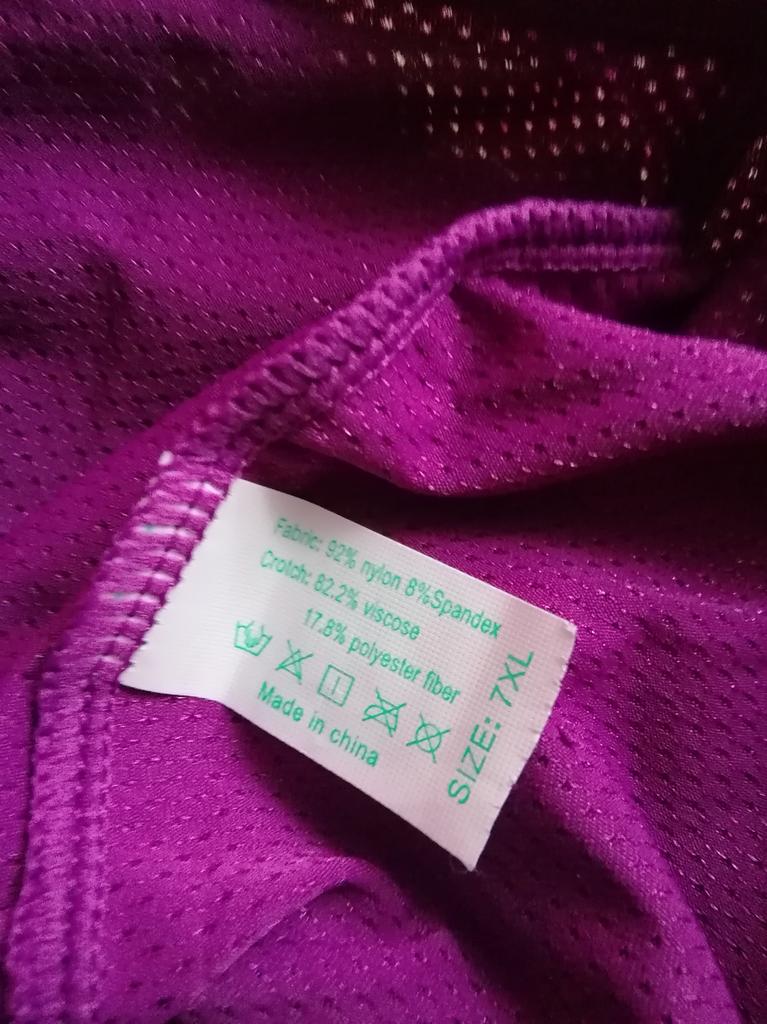 Fabric: 92% nylon 8%Spandex
Crotch: 82.2% viscose
17.8% polyester fiber
Made in china
SIZE: 7XL